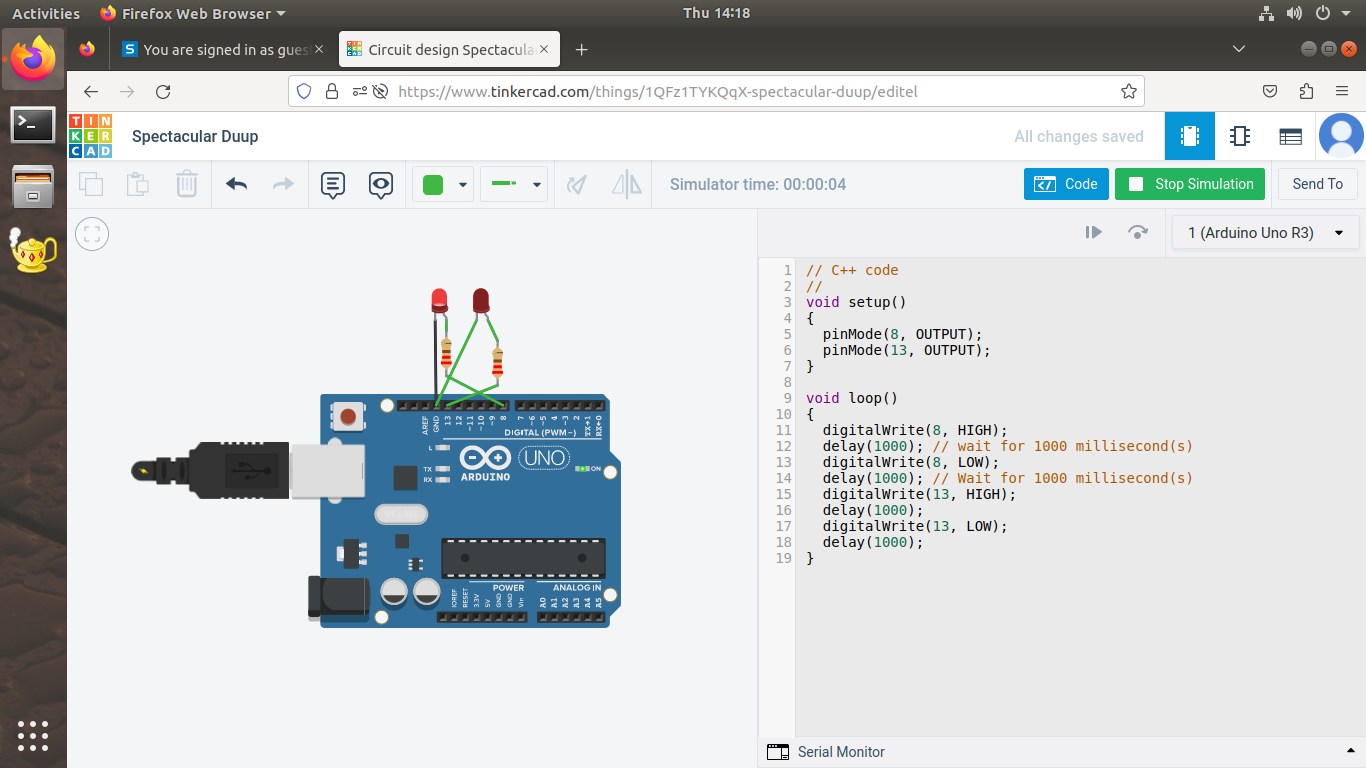 Activities
Firefox Web Browser
Thu 14:18
You are signed in as gues
Circuit design Spectacula
https://www.tinkercad.com/things/1QFz1TYKQqX-spectacular-duup/editel
TIN
KER
CAD
Spectacular Duup
All changes saved
Simulator time: 00:00:04
Code
Stop Simulation
Send To
1 (Arduino Uno R3)
AREF
GND
13
12
~11
~10
~9
8
7
~6
~5
4
~3
2
TX→1
RX←0
DIGITAL (PWM~)
L
TX
RX
ARDUINO
UNO
ON
POWER
ANALOG IN
IOREF
RESET
3.3V
5V
GND
GND
Vin
A0
A1
A2
A3
A4
A5
1 // C++ code
2 //
3 void setup()
4 {
5 pinMode(8, OUTPUT);
6 pinMode(13, OUTPUT);
7 }
8
9 void loop()
10 {
11 digitalWrite(8, HIGH);
12 delay(1000); // wait for 1000 millisecond(s)
13 digitalWrite(8, LOW);
14 delay(1000); // Wait for 1000 millisecond(s)
15 digitalWrite(13, HIGH);
16 delay(1000);
17 digitalWrite(13, LOW);
18 delay(1000);
19 }
Serial Monitor